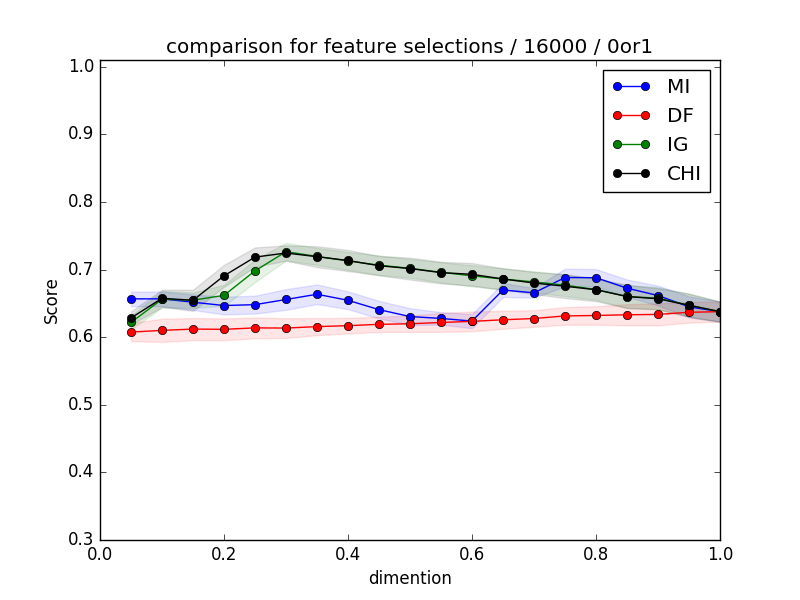 comparison for feature selections / 16000 / 0or1
1.0
0.9
0.8
0.7
0.6
0.5
0.4
0.3
Score
MI
DF
IG
CHI
0.0 0.2 0.4 0.6 0.8 1.0
dimention